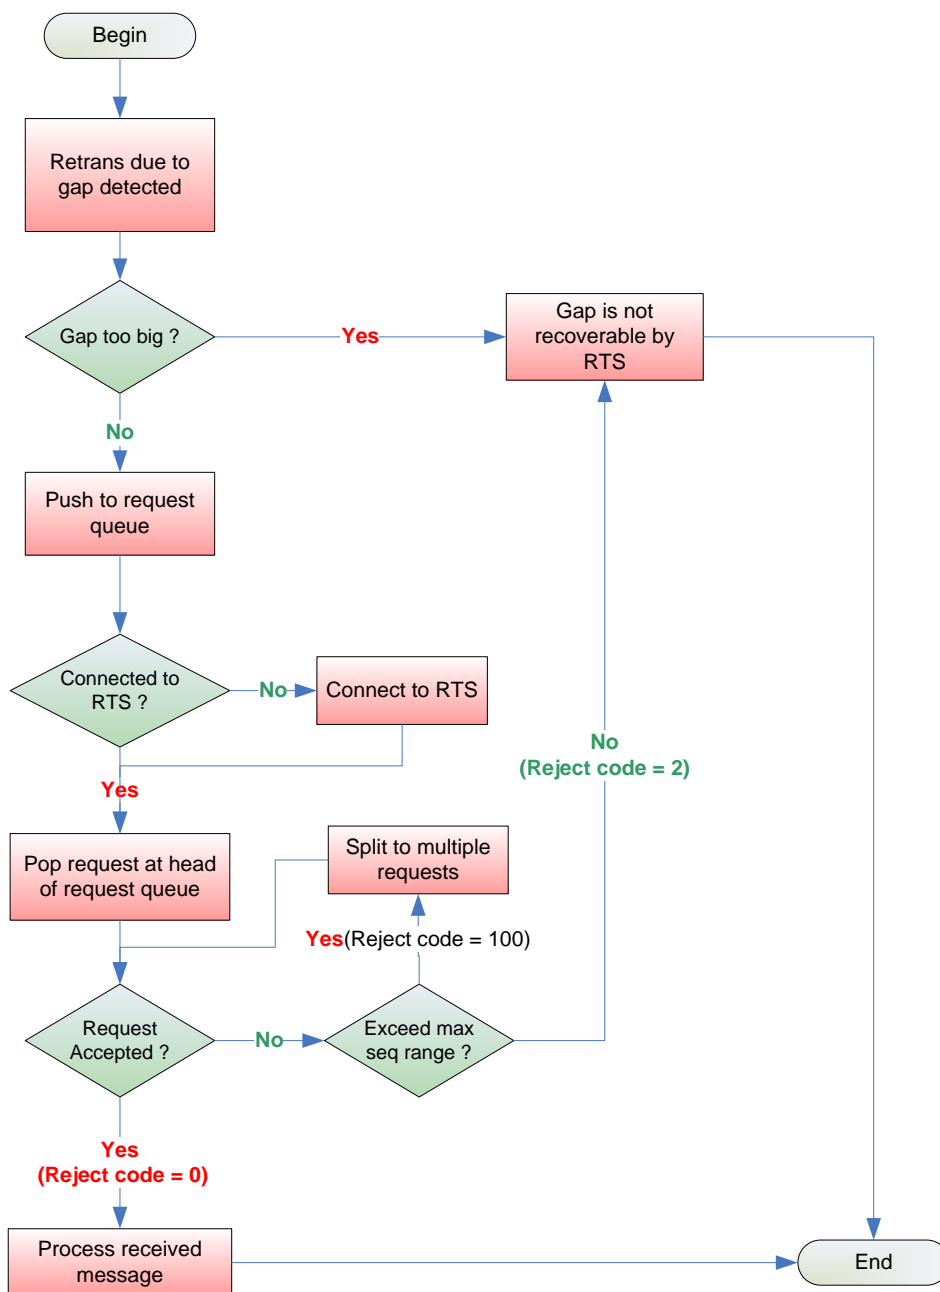 Begin
Retrans due to
gap detected
Gap too big ?
Yes
Gap is not
recoverable by
RTS
No
Push to request
queue
Connected to
RTS ?
No
Connect to RTS
No
(Reject code = 2)
Yes
Pop request at head
of request queue
Split to multiple
requests
Yes(Reject code = 100)
Request
Accepted ?
No
Exceed max
seq range ?
Yes
(Reject code = 0)
Process received
message
End